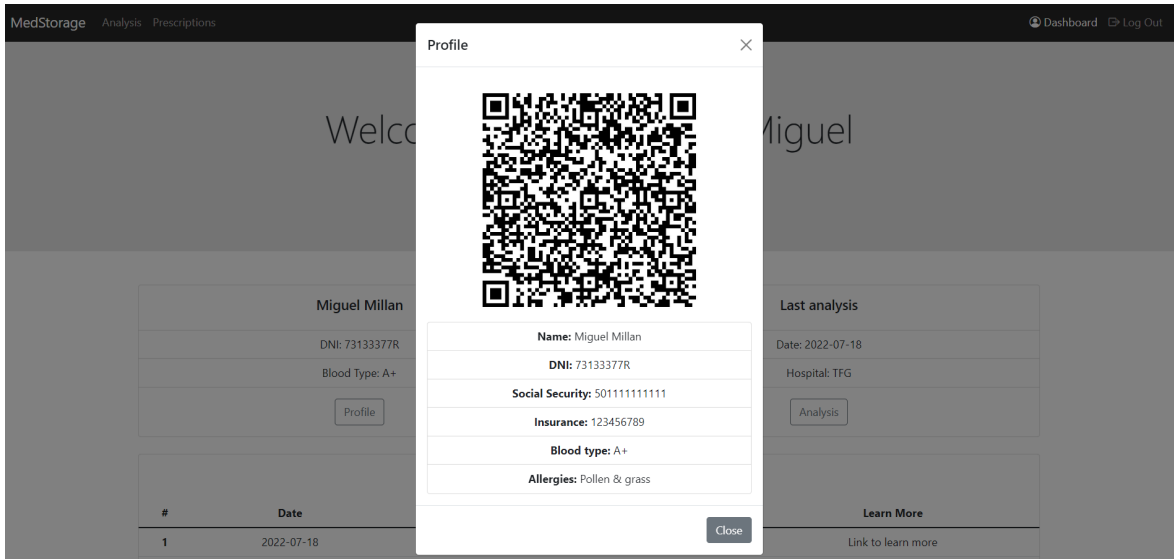 MedStorage Analysis Prescriptions Dashboard Log Out
Profile
Welco Miguel
Miguel Millan
DNI: 73133377R
Blood Type: A+
Profile
Name: Miguel Millan
DNI: 73133377R
Social Security: 501111111111
Insurance: 123456789
Blood type: A+
Allergies: Pollen & grass
Close
Last analysis
Date: 2022-07-18
Hospital: TFG
Analysis
# Date Learn More
1 2022-07-18 Link to learn more